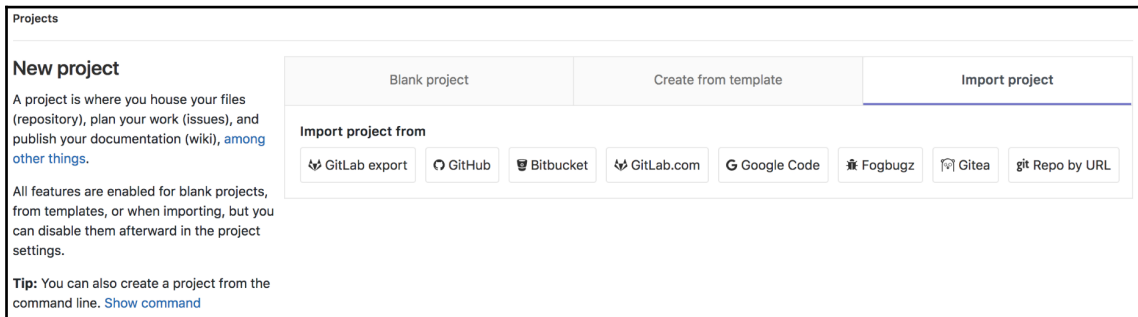 Projects
New project
A project is where you house your files
(repository), plan your work (issues), and
publish your documentation (wiki), among
other things.
All features are enabled for blank projects,
from templates, or when importing, but you
can disable them afterward in the project
settings.
Tip: You can also create a project from the
command line. Show command
Blank project
Create from template
Import project
Import project from
GitLab export
GitHub
Bitbucket
GitLab.com
Google Code
Fogbugz
Gitea
git Repo by URL